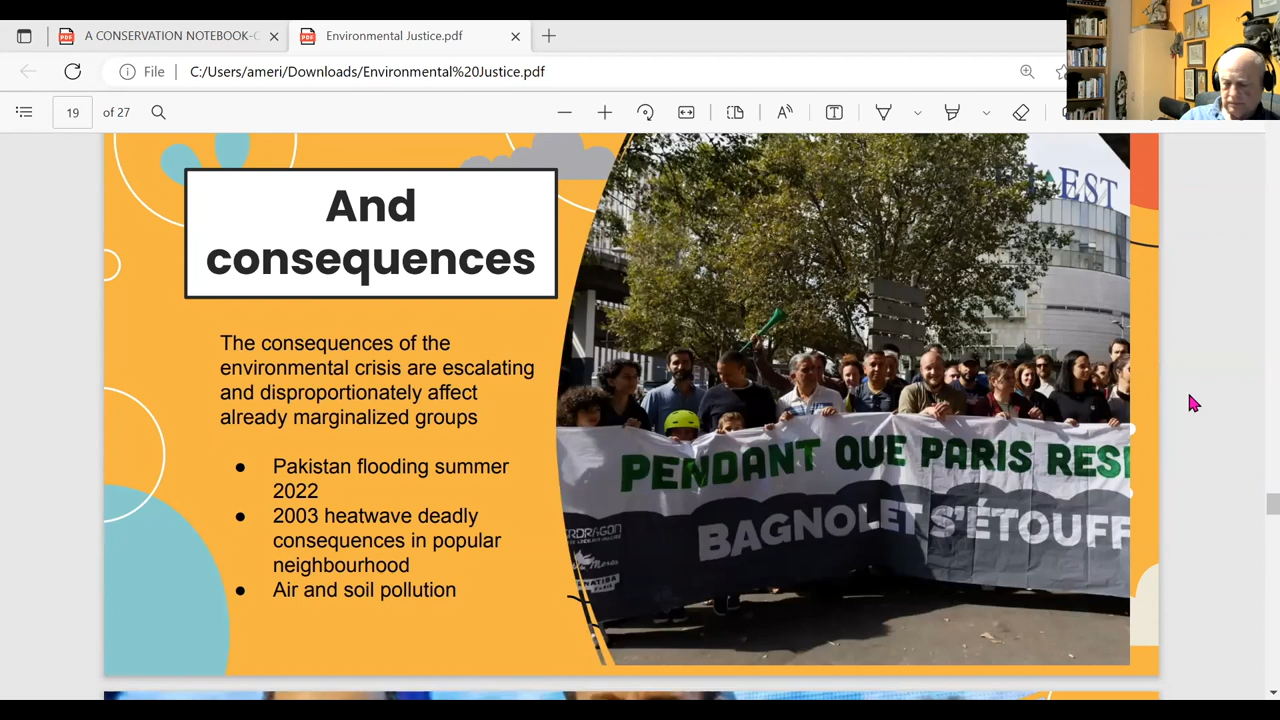 A CONSERVATION NOTEBOOK-C
Environmental Justice.pdf
File
C:/Users/ameri/Downloads/Environmental%20Justice.pdf
19
of 27
And
consequences
The consequences of the
environmental crisis are escalating
and disproportionately affect
already marginalized groups
● Pakistan flooding summer
2022
● 2003 heatwave deadly
consequences in popular
neighbourhood
● Air and soil pollution
EST
PENDANT QUE PARIS RESP
BAGNOLET S'ÉTOUFF